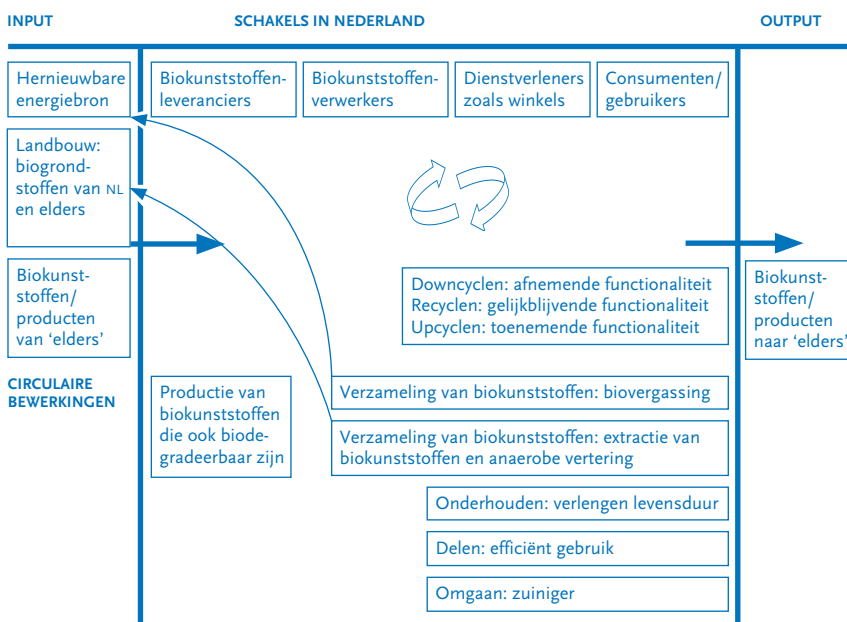 INPUT
SCHAKELS IN NEDERLAND
OUTPUT
Hernieuwbare
energiebron
Biokunststoffen-
leveranciers
Biokunststoffen-
verwerkers
Dienstverleners
zoals winkels
Consumenten/
gebruikers
Landbouw:
biogrond-
stoffen van NL
en elders
Biokunst-
stoffen/
producten
van ‘elders’
Downcyclen: afnemende functionaliteit
Recyclen: gelijkblijvende functionaliteit
Upcyclen: toenemende functionaliteit
Biokunst-
stoffen/
producten
naar ‘elders’
CIRCULAIRE
BEWERKINGEN
Productie van
biokunststoffen
die ook biode-
gradeerbaar zijn
Verzameling van biokunststoffen: biovergassing
Verzameling van biokunststoffen: extractie van
biokunststoffen en anaerobe vertering
Onderhouden: verlengen levensduur
Delen: efficiënt gebruik
Omgaan: zuiniger